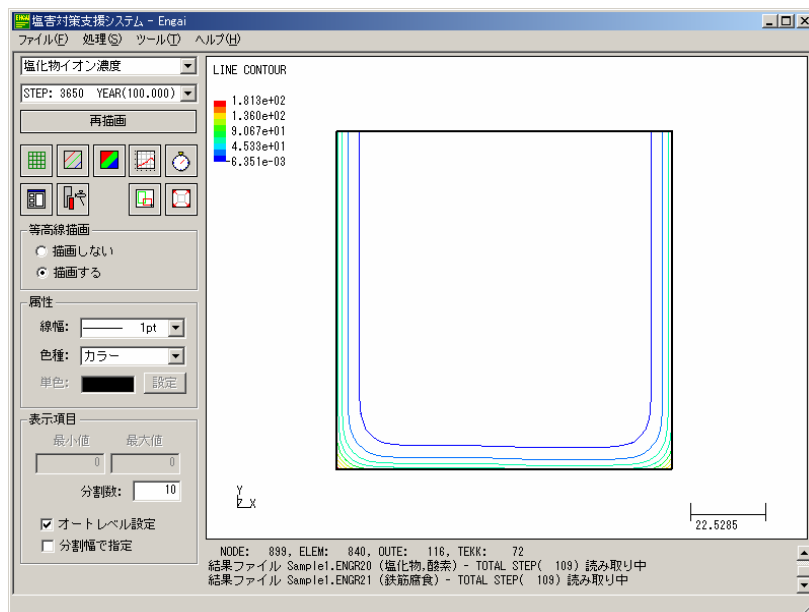 塩害対策支援システム - Engai
ファイル(F) 処理(S) ツール(T) ヘルプ(H)
塩化物イオン濃度
STEP: 3650 YEAR(100.000)
再描画
等高線描画
描画しない
描画する
属性
線幅: 1pt
色種: カラー
単色: 設定
表示項目
最小値 最大値
0 0
分割数: 10
オートレベル設定
分割幅で指定
LINE CONTOUR
1.813e+02
1.360e+02
9.067e+01
4.533e+01
6.351e-03
Y
Z X
22.5285
NODE: 899, ELEM: 840, OUTE: 116, TEKK: 72
結果ファイル Sample1.ENGR20 (塩化物,酸素) - TOTAL STEP( 109) 読み取り中
結果ファイル Sample1.ENGR21 (鉄筋腐食) - TOTAL STEP( 109) 読み取り中